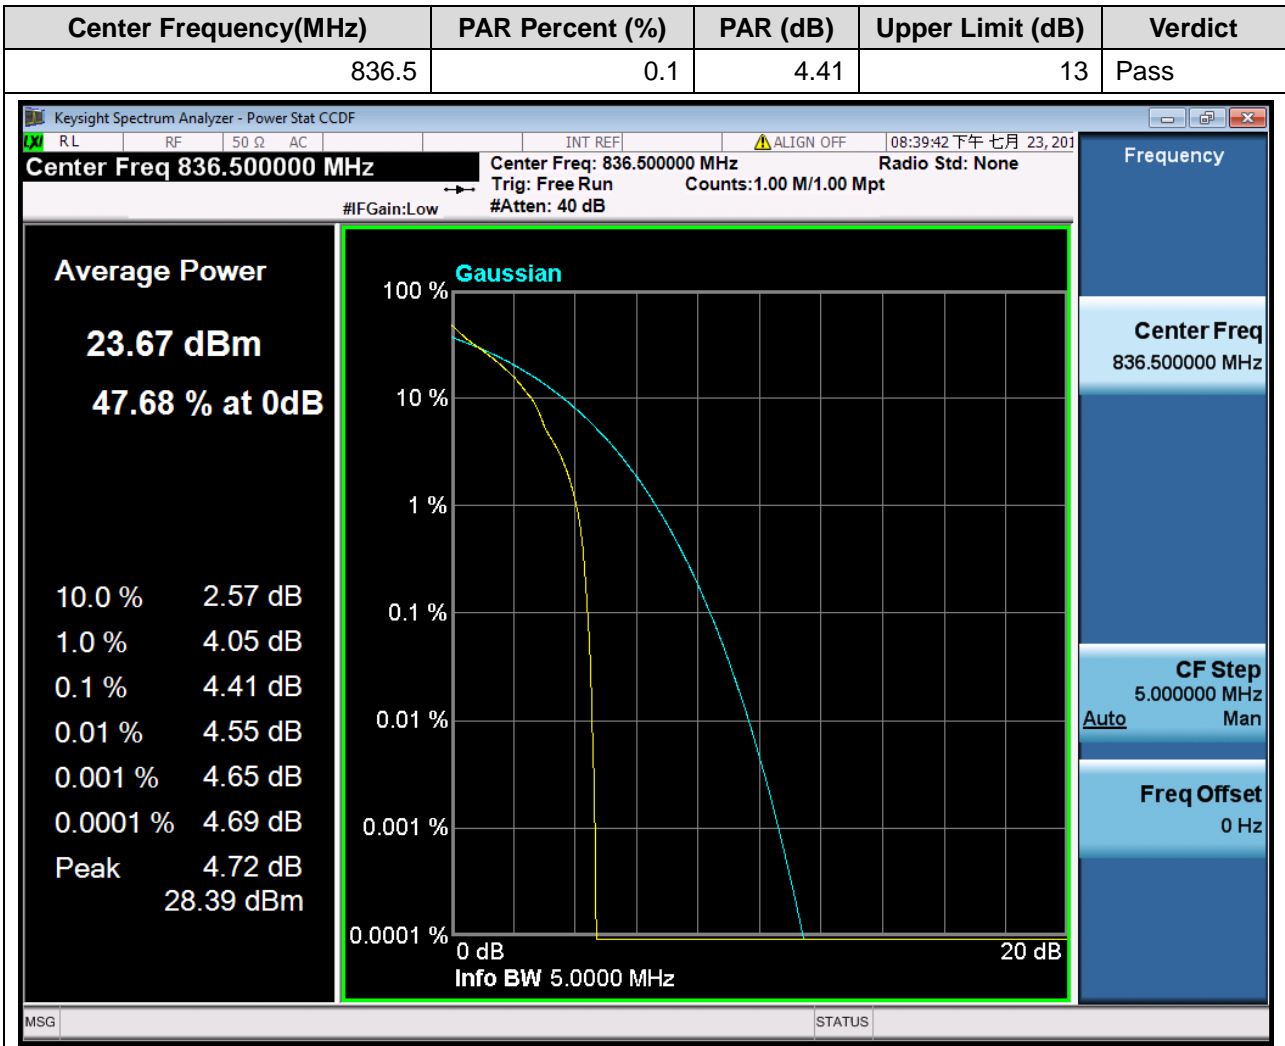 Center Frequency(MHz) PAR Percent (%) PAR (dB) Upper Limit (dB) Verdict
836.5 0.1 4.41 13 Pass
Keysight Spectrum Analyzer - Power Stat CCDF
LXI RL RF 50 Ω AC INT REF ALIGN OFF 08:39:42 下午 七月 23, 201
Center Freq 836.500000 MHz
Center Freq: 836.500000 MHz Radio Std: None
Trig: Free Run Counts:1.00 M/1.00 Mpt
#IFGain:Low #Atten: 40 dB
Frequency
Average Power
23.67 dBm
47.68 % at 0dB
10.0 % 2.57 dB
1.0 % 4.05 dB
0.1 % 4.41 dB
0.01 % 4.55 dB
0.001 % 4.65 dB
0.0001 % 4.69 dB
Peak 4.72 dB
28.39 dBm
Gaussian
100 %
10 %
1 %
0.1 %
0.01 %
0.001 %
0.0001 %
0 dB 20 dB
Info BW 5.0000 MHz
Center Freq
836.500000 MHz
CF Step
5.000000 MHz
Auto Man
Freq Offset
0 Hz
MSG STATUS